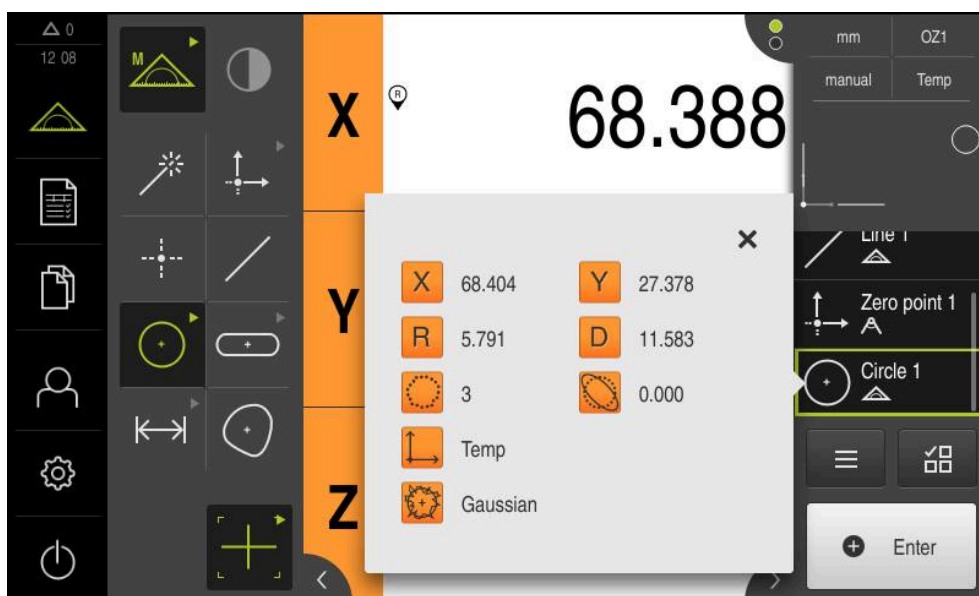 0
12 08
M
X
R
68.388
mm
OZ1
manual
Temp
Y
Z
X
68.404
Y
27.378
R
5.791
D
11.583
3
0.000
Temp
Gaussian
Line 1
Zero point 1
Circle 1
Enter